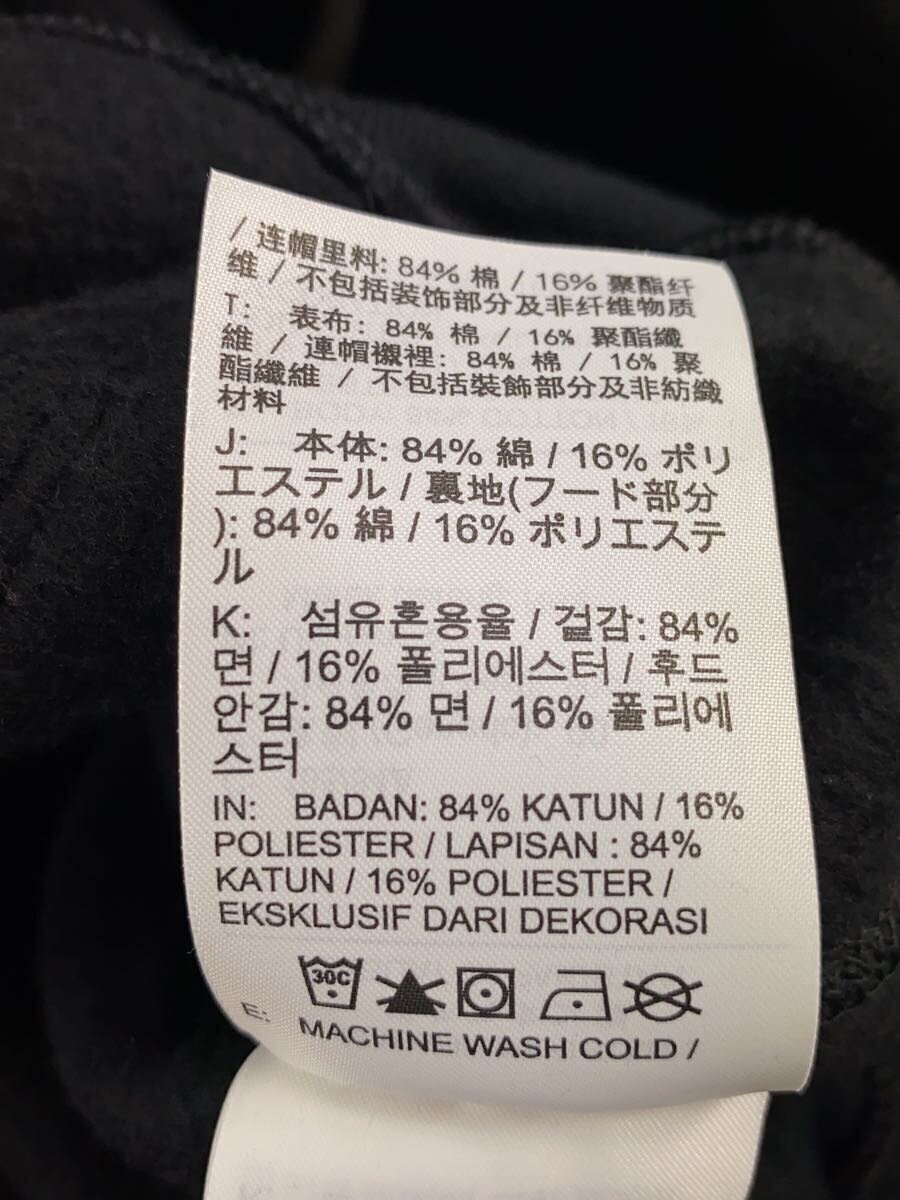 / 连帽里料: 84% 棉 / 16% 聚酯纤
维 / 不包括装饰部分及非纤维物质
T: 表布: 84% 棉 / 16% 聚酯纖
維 / 連帽襯裡: 84% 棉 / 16% 聚
酯纖維 / 不包括裝飾部分及非紡織
材料
J: 本体: 84% 綿 / 16% ポリ
エステル / 裏地(フード部分
): 84% 綿 / 16% ポリエステ
ル
K: 섬유혼용율 / 겉감: 84%
면 / 16% 폴리에스터 / 후드
안감: 84% 면 / 16% 폴리에
스터
IN: BADAN: 84% KATUN / 16%
POLIESTER / LAPISAN : 84%
KATUN / 16% POLIESTER /
EKSKLUSIF DARI DEKORASI
30C
E: MACHINE WASH COLD /